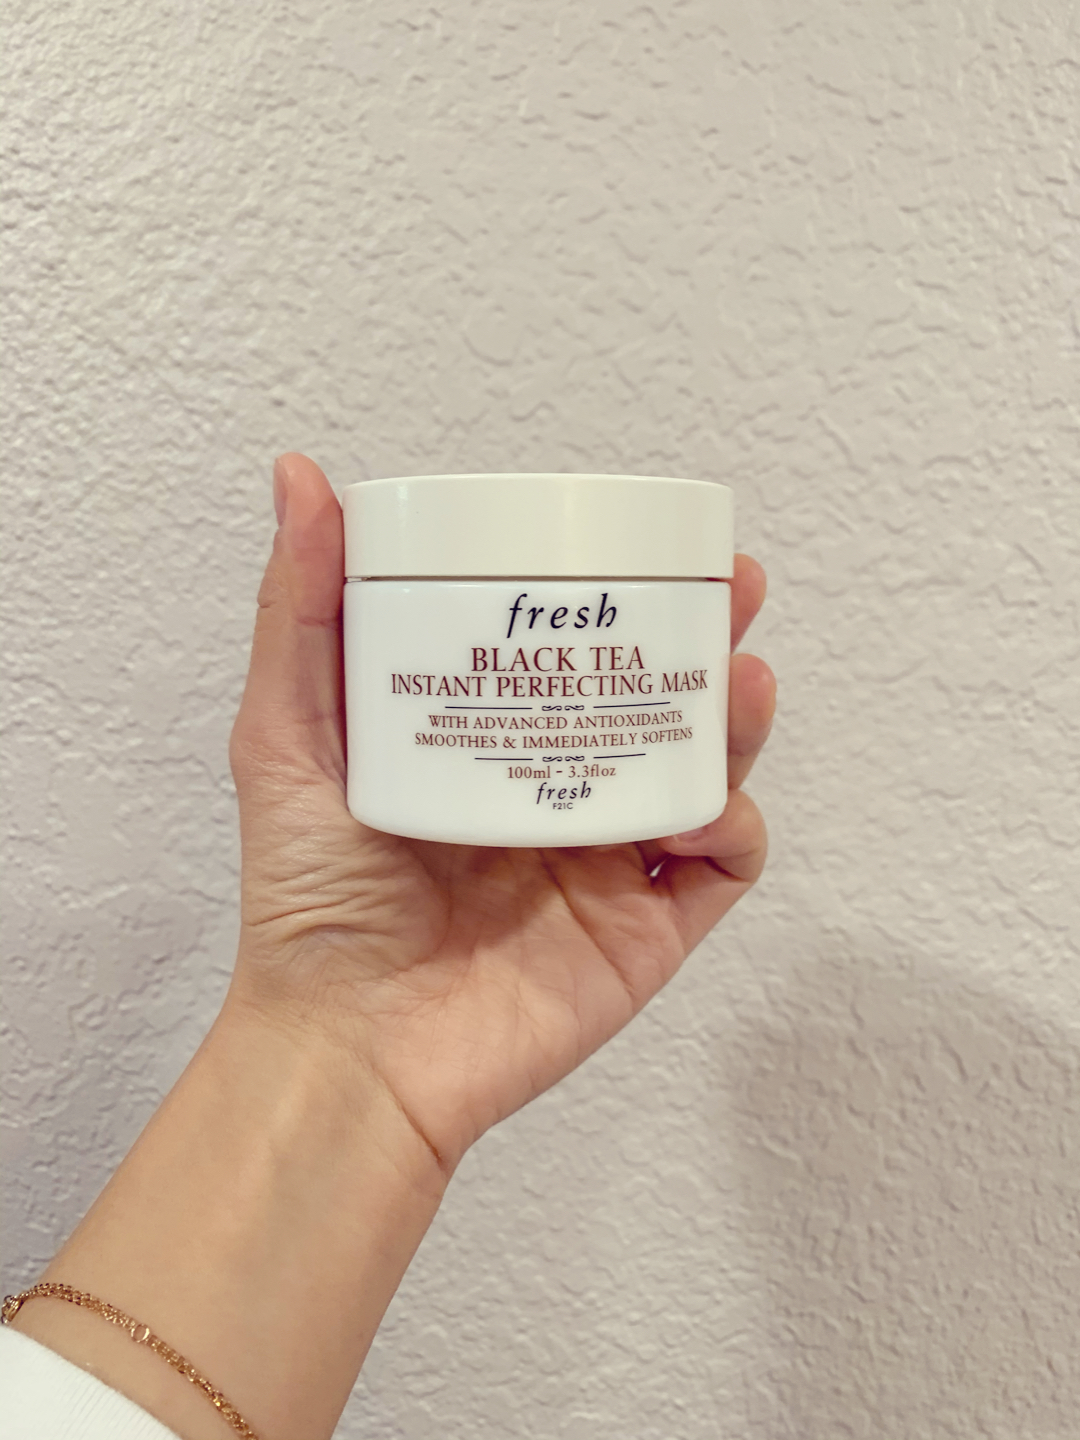 fresh
BLACK TEA
INSTANT PERFECTING MASK
WITH ADVANCED ANTIOXIDANTS
SMOOTHES & IMMEDIATELY SOFTENS
100ml - 3.3fl oz
fresh
F21C